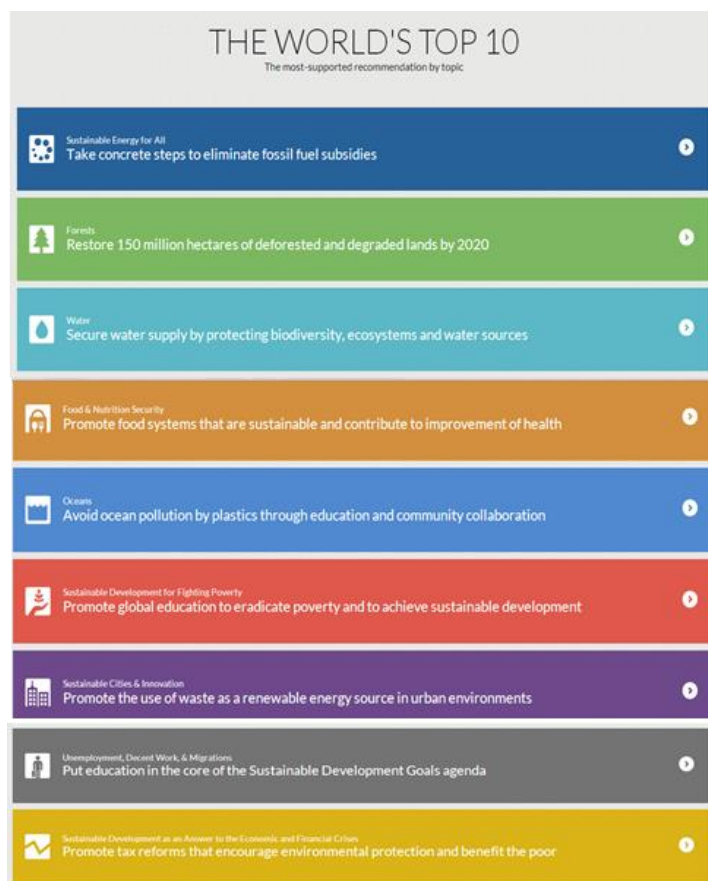 THE WORLD'S TOP 10
The most-supported recommendation by topic
Sustainable Energy for All
Take concrete steps to eliminate fossil fuel subsidies
Forests
Restore 150 million hectares of deforested and degraded lands by 2020
Water
Secure water supply by protecting biodiversity, ecosystems and water sources
Food & Nutrition Security
Promote food systems that are sustainable and contribute to improvement of health
Oceans
Avoid ocean pollution by plastics through education and community collaboration
Sustainable Development for Fighting Poverty
Promote global education to eradicate poverty and to achieve sustainable development
Sustainable Cities & Innovation
Promote the use of waste as a renewable energy source in urban environments
Unemployment, Decent Work, & Migrations
Put education in the core of the Sustainable Development Goals agenda
Sustainable Development as an Answer to the Economic and Financial Crises
Promote tax reforms that encourage environmental protection and benefit the poor